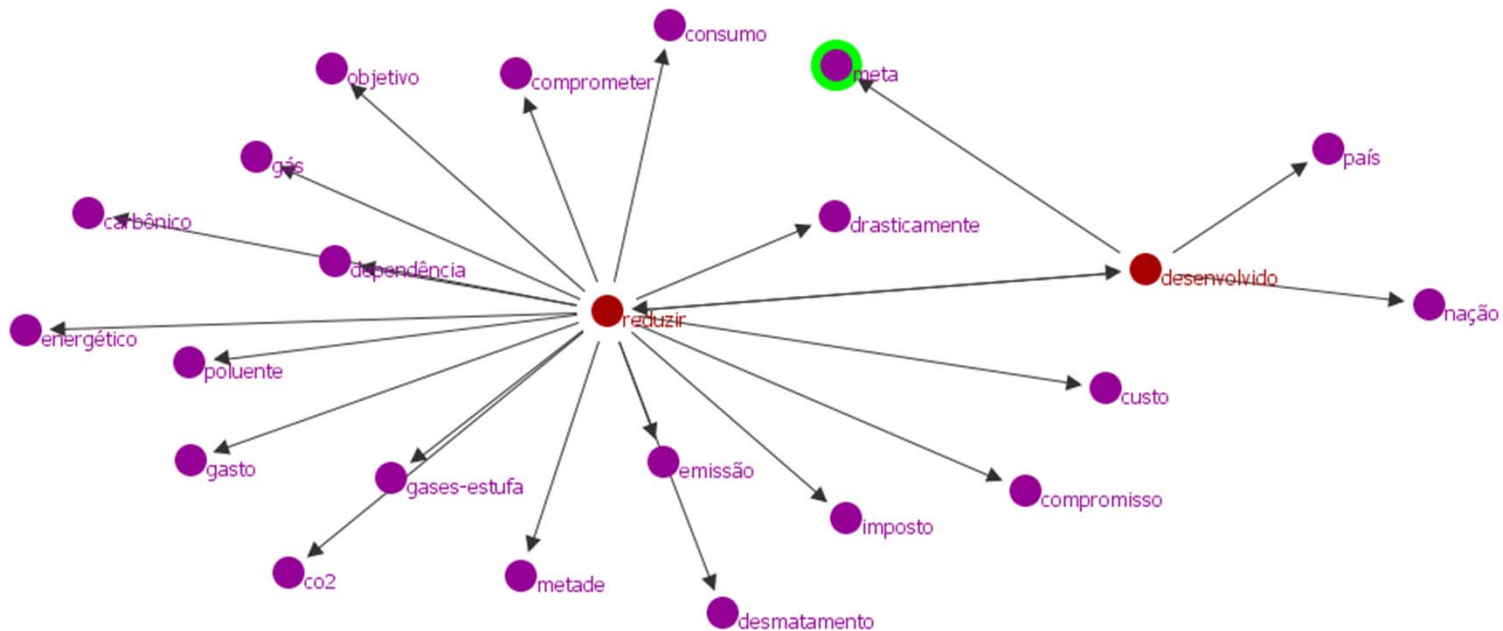 consumo
objetivo
comprometer
meta
país
gás
carbônico
drasticamente
dependência
desenvolvido
nação
reduzir
energético
poluente
custo
gasto
gases-estufa
emissão
compromisso
imposto
co2
metade
desmatamento